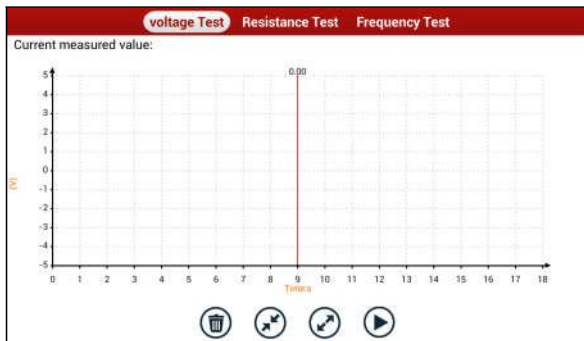 voltage Test Resistance Test Frequency Test
Current measured value:
0.00
5
4
3
2
1
0
-1
-2
-3
-4
-5
(V)
0 1 2 3 4 5 6 7 8 9 10 11 12 13 14 15 16 17 18
Time:s